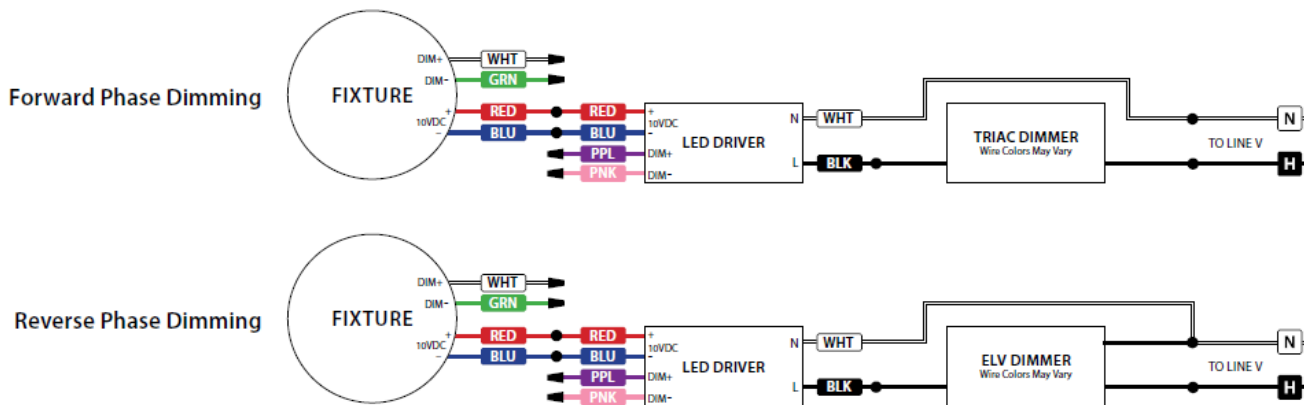 Forward Phase Dimming
FIXTURE
DIM+ WHT
DIM- GRN
+ RED RED +
10VDC 10VDC
- BLU BLU -
PPL DIM+
PNK DIM-
LED DRIVER
N WHT
L BLK
TRIAC DIMMER
Wire Colors May Vary
N
TO LINE V
H
Reverse Phase Dimming
FIXTURE
DIM+ WHT
DIM- GRN
+ RED RED +
10VDC 10VDC
- BLU BLU -
PPL DIM+
PNK DIM-
LED DRIVER
N WHT
L BLK
ELV DIMMER
Wire Colors May Vary
N
TO LINE V
H